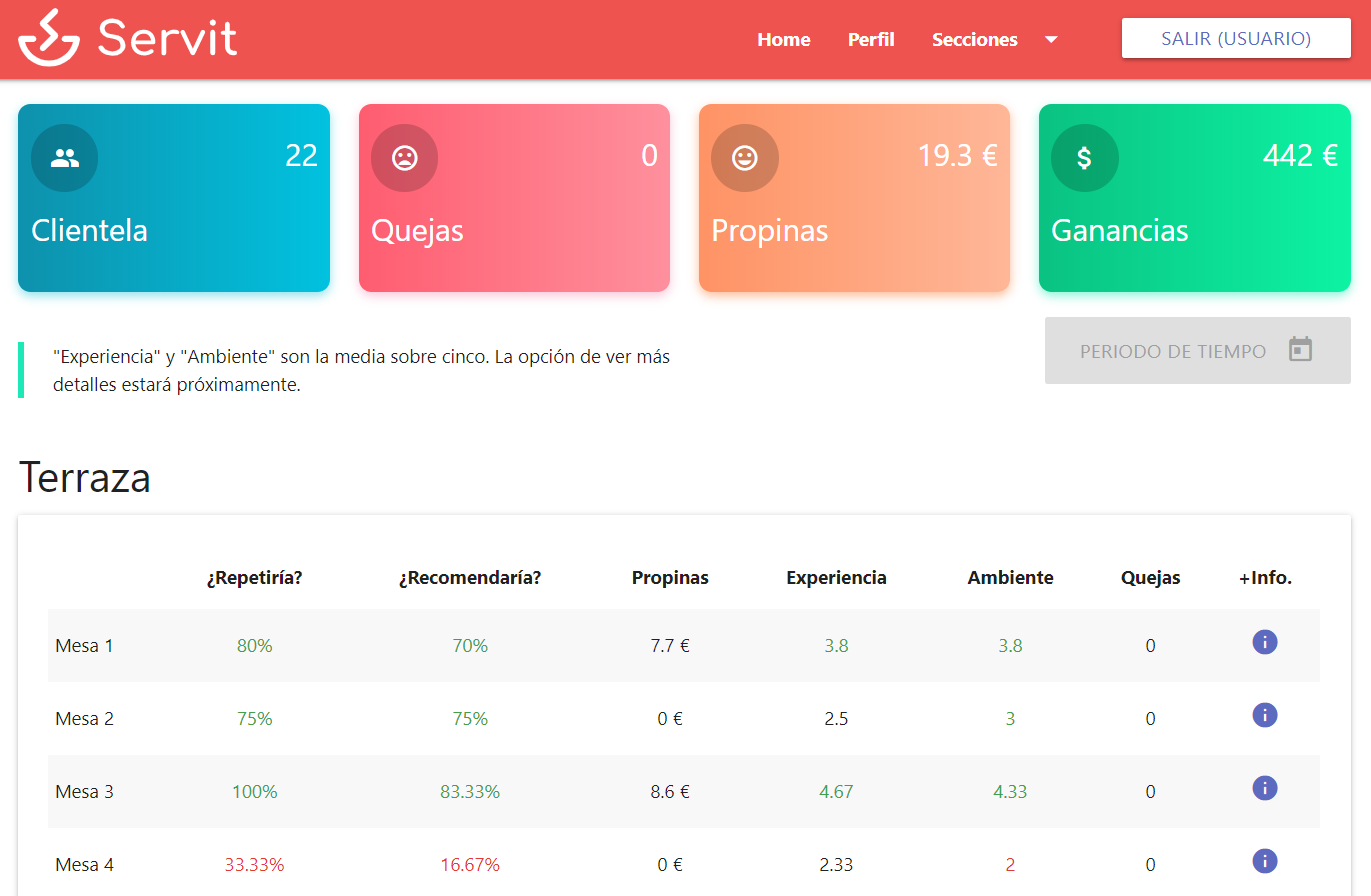 Servit
Home Perfil Secciones SALIR (USUARIO)
22
Clientela
0
Quejas
19.3 €
Propinas
442 €
Ganancias
"Experiencia" y "Ambiente" son la media sobre cinco. La opción de ver más
detalles estará próximamente.
PERIODO DE TIEMPO
Terraza
¿Repetiría? ¿Recomendaría? Propinas Experiencia Ambiente Quejas +Info.
Mesa 1 80% 70% 7.7 € 3.8 3.8 0
Mesa 2 75% 75% 0 € 2.5 3 0
Mesa 3 100% 83.33% 8.6 € 4.67 4.33 0
Mesa 4 33.33% 16.67% 0 € 2.33 2 0